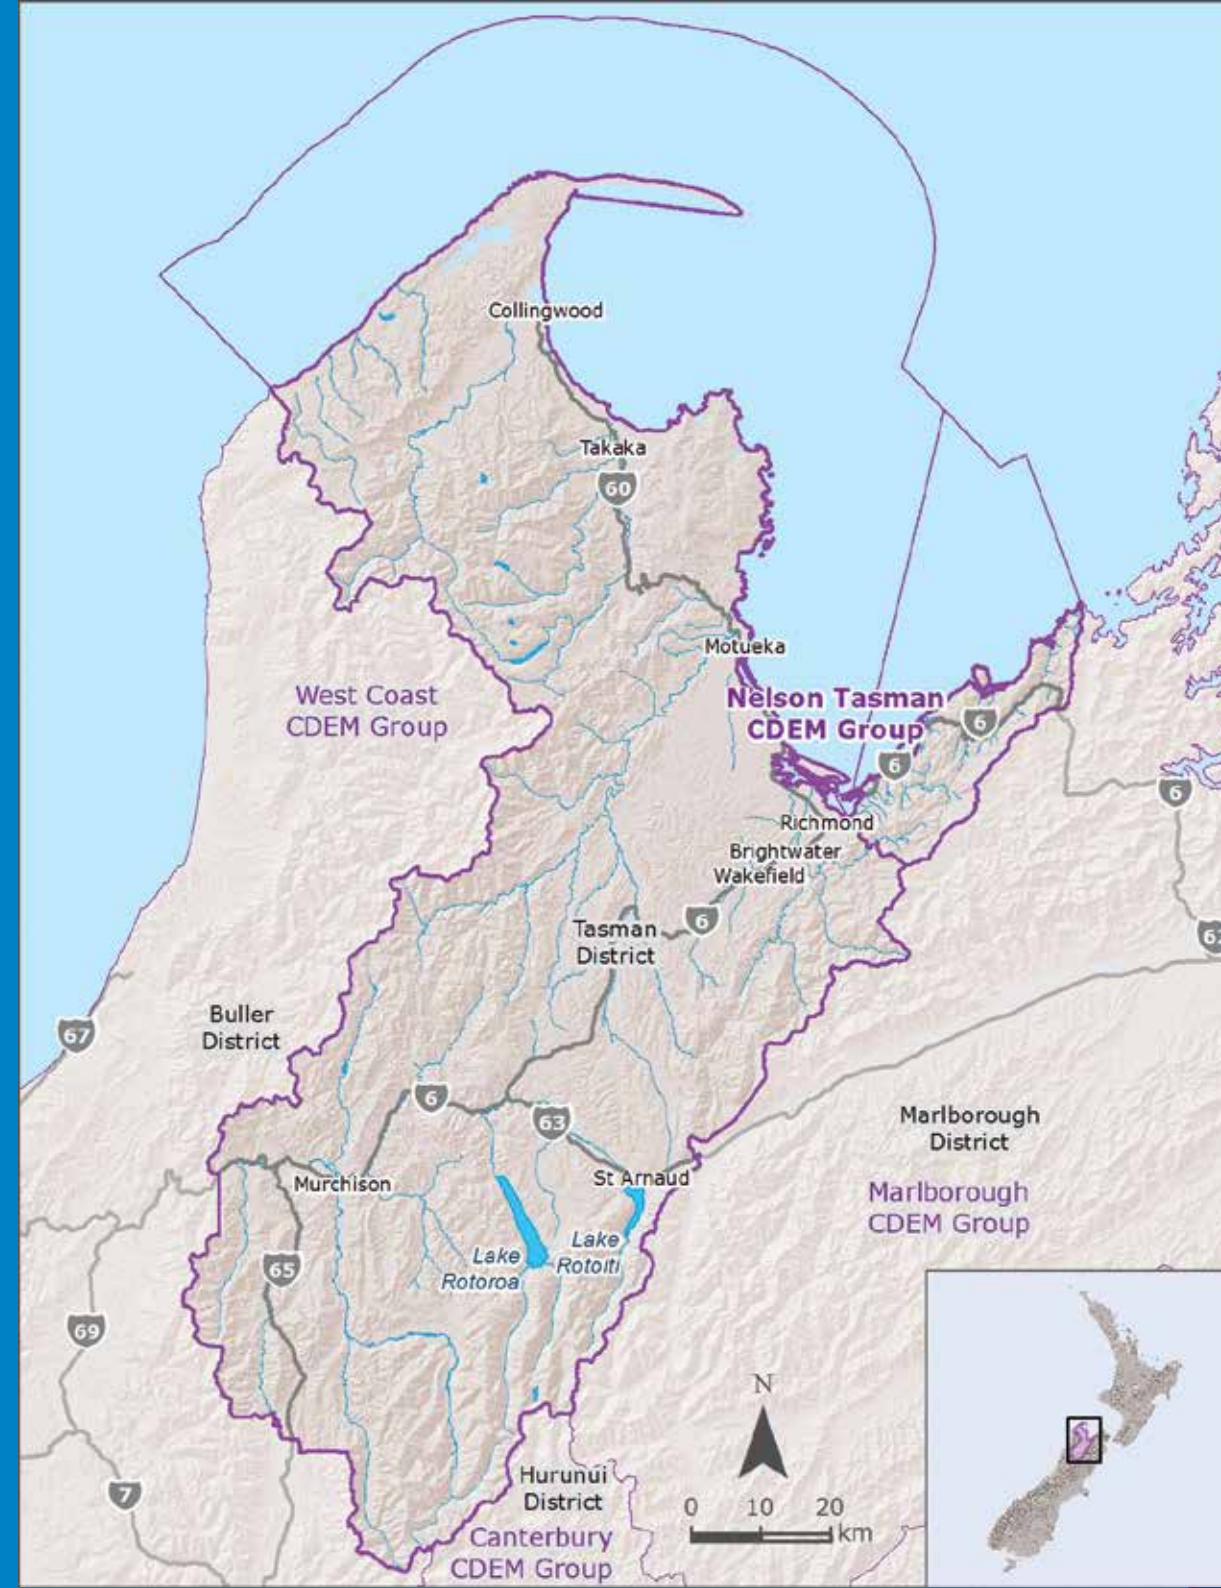 Collingwood
Takaka
60
Motueka
West Coast
CDEM Group
Nelson Tasman
CDEM Group
6
6
6
Richmond
Brightwater
Wakefield
6
Tasman
District
Buller
District
67
6
63
Marlborough
District
Murchison
St Arnaud
Marlborough
CDEM Group
Lake
Rotoroa
Lake
Rotoiti
65
69
N
7
Hurunui
District
0 10 20
km
Canterbury
CDEM Group